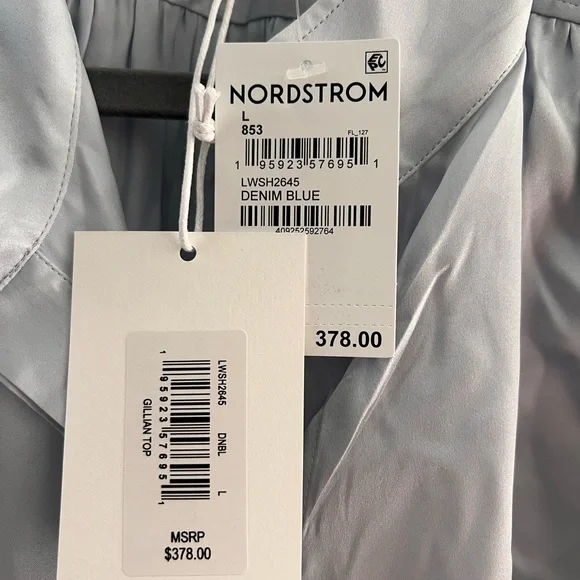 NORDSTROM
L
853
FL_127
1 95923 57695 1
LWSH2645
DENIM BLUE
409252592764
378.00
LWSH2645 DNBL L
1 95923 57695 1
GILLIAN TOP
MSRP
$378.00